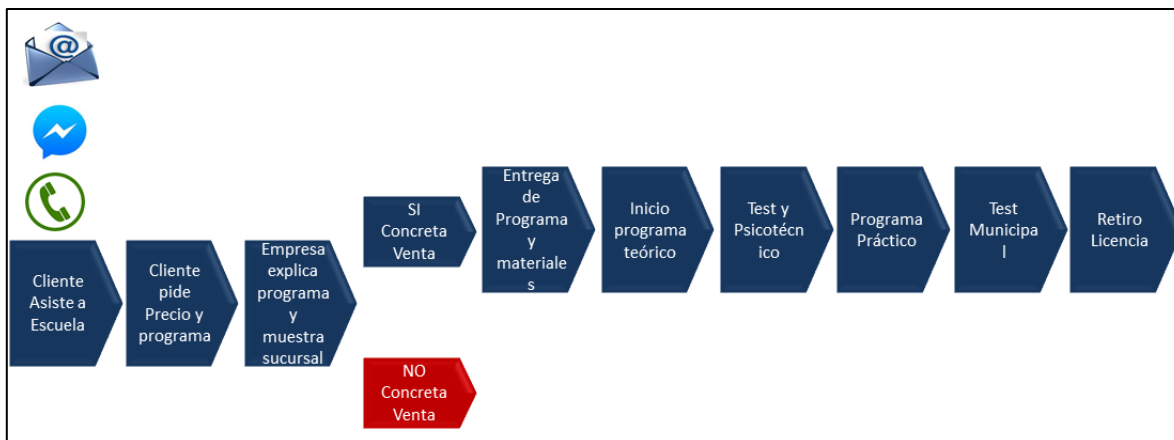 @
Cliente
Asiste a
Escuela
Cliente
pide
Precio y
programa
Empresa
explica
programa
y
muestra
sucursal
SI
Concreta
Venta
NO
Concreta
Venta
Entrega
de
Programa
y
materiale
s
Inicio
programa
teórico
Test y
Psicotécn
ico
Programa
Práctico
Test
Municipa
l
Retiro
Licencia